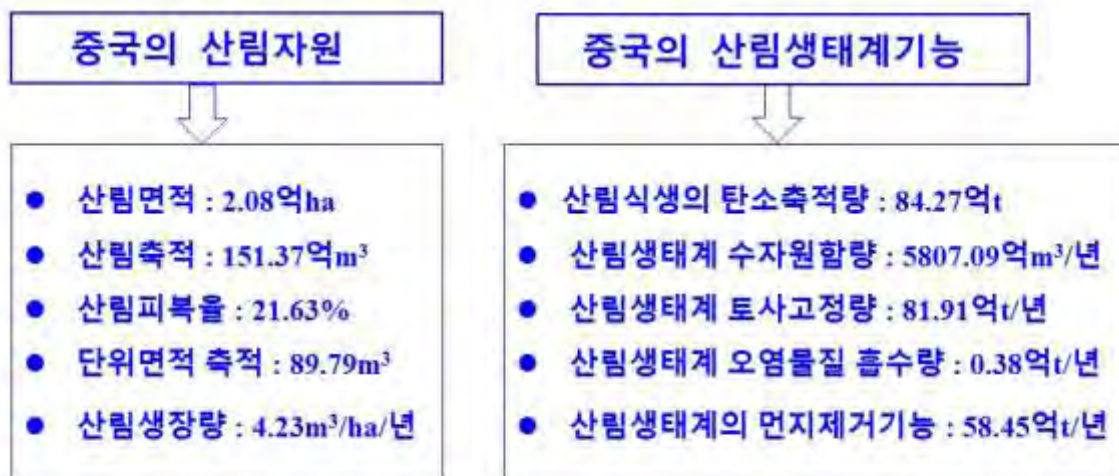 중국의 산림자원
● 산림면적 : 2.08억ha
● 산림축적 : 151.37억m³
● 산림피복율 : 21.63%
● 단위면적 축적 : 89.79m³
● 산림생장량 : 4.23m³/ha/년
중국의 산림생태계기능
● 산림식생의 탄소축적량 : 84.27억t
● 산림생태계 수자원함량 : 5807.09억m³/년
● 산림생태계 토사고정량 : 81.91억t/년
● 산림생태계 오염물질 흡수량 : 0.38억t/년
● 산림생태계의 먼지제거기능 : 58.45억t/년